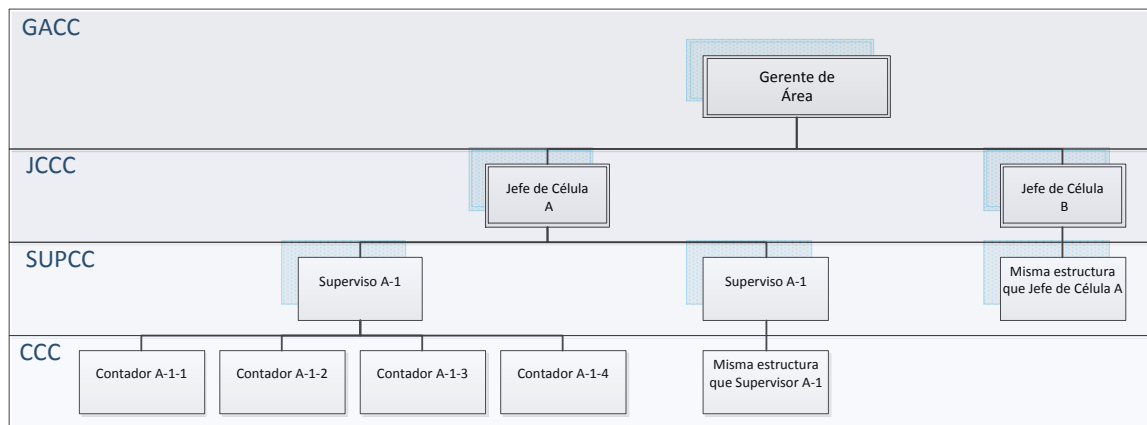 GACC
Gerente de
Área
JCCC
Jefe de Célula
A
Jefe de Célula
B
SUPCC
Superviso A-1
Superviso A-1
Misma estructura
que Jefe de Célula A
CCC
Contador A-1-1
Contador A-1-2
Contador A-1-3
Contador A-1-4
Misma estructura
que Supervisor A-1